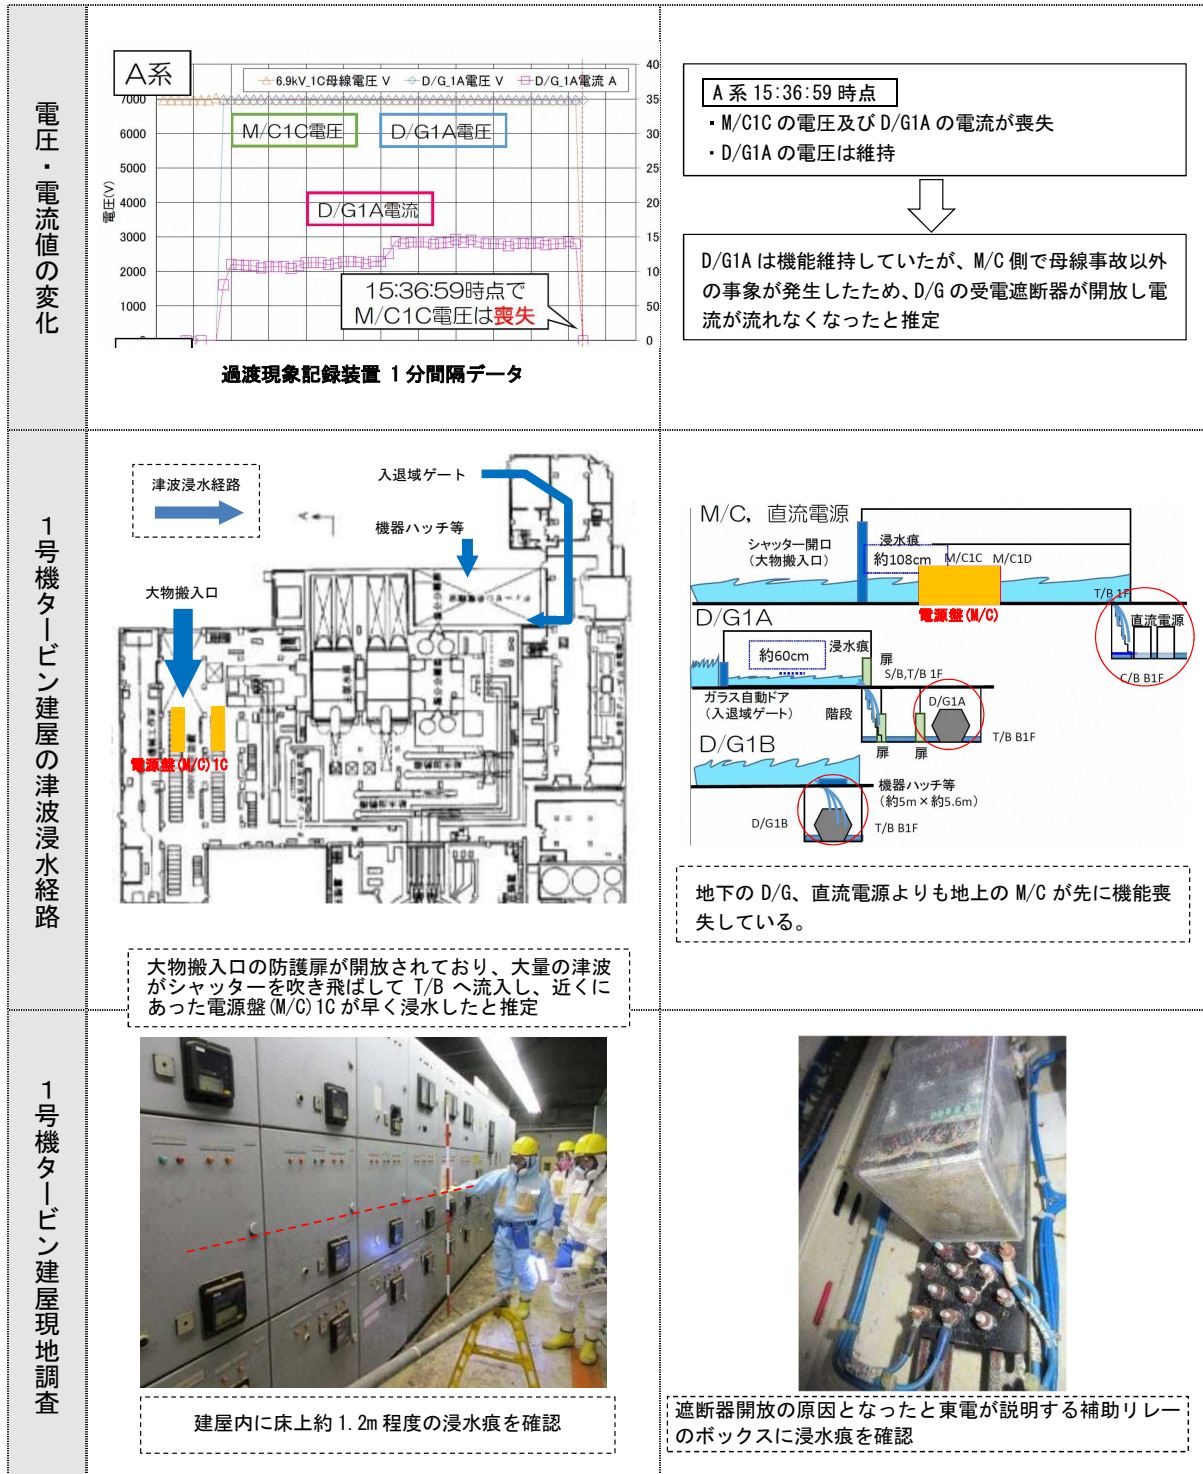 電圧・電流値の変化
A系
6.9kV_1C母線電圧 V
D/G_1A電圧 V
D/G_1A電流 A
7000
6000
5000
4000
3000
2000
1000
電圧(V)
40
35
30
25
20
15
10
50
0
M/C1C電圧
D/G1A電圧
D/G1A電流
15:36:59時点で
M/C1C電圧は喪失
過渡現象記録装置 1分間隔データ
A系 15:36:59 時点
・M/C1C の電圧及び D/G1A の電流が喪失
・D/G1A の電圧は維持
D/G1A は機能維持していたが、M/C 側で母線事故以外
の事象が発生したため、D/G の受電遮断器が開放し電
流が流れなくなったと推定
1号機タービン建屋の津波浸水経路
津波浸水経路
入退域ゲート
機器ハッチ等
大物搬入口
電源盤(M/C)1C
大物搬入口の防護扉が開放されており、大量の津波
がシャッターを吹き飛ばして T/B へ流入し、近くに
あった電源盤(M/C)1C が早く浸水したと推定
M/C, 直流電源
シャッター開口
(大物搬入口)
浸水痕
約108cm
M/C1C
M/C1D
電源盤(M/C)
T/B 1F
直流電源
C/B B1F
D/G1A
約60cm
浸水痕
扉
S/B,T/B 1F
ガラス自動ドア
(入退域ゲート)
階段
D/G1A
扉
扉
T/B B1F
D/G1B
機器ハッチ等
(約5m×約5.6m)
D/G1B
T/B B1F
地下の D/G、直流電源よりも地上の M/C が先に機能喪
失している。
1号機タービン建屋現地調査
建屋内に床上約 1.2m 程度の浸水痕を確認
遮断器開放の原因となったと東電が説明する補助リレー
のボックスに浸水痕を確認